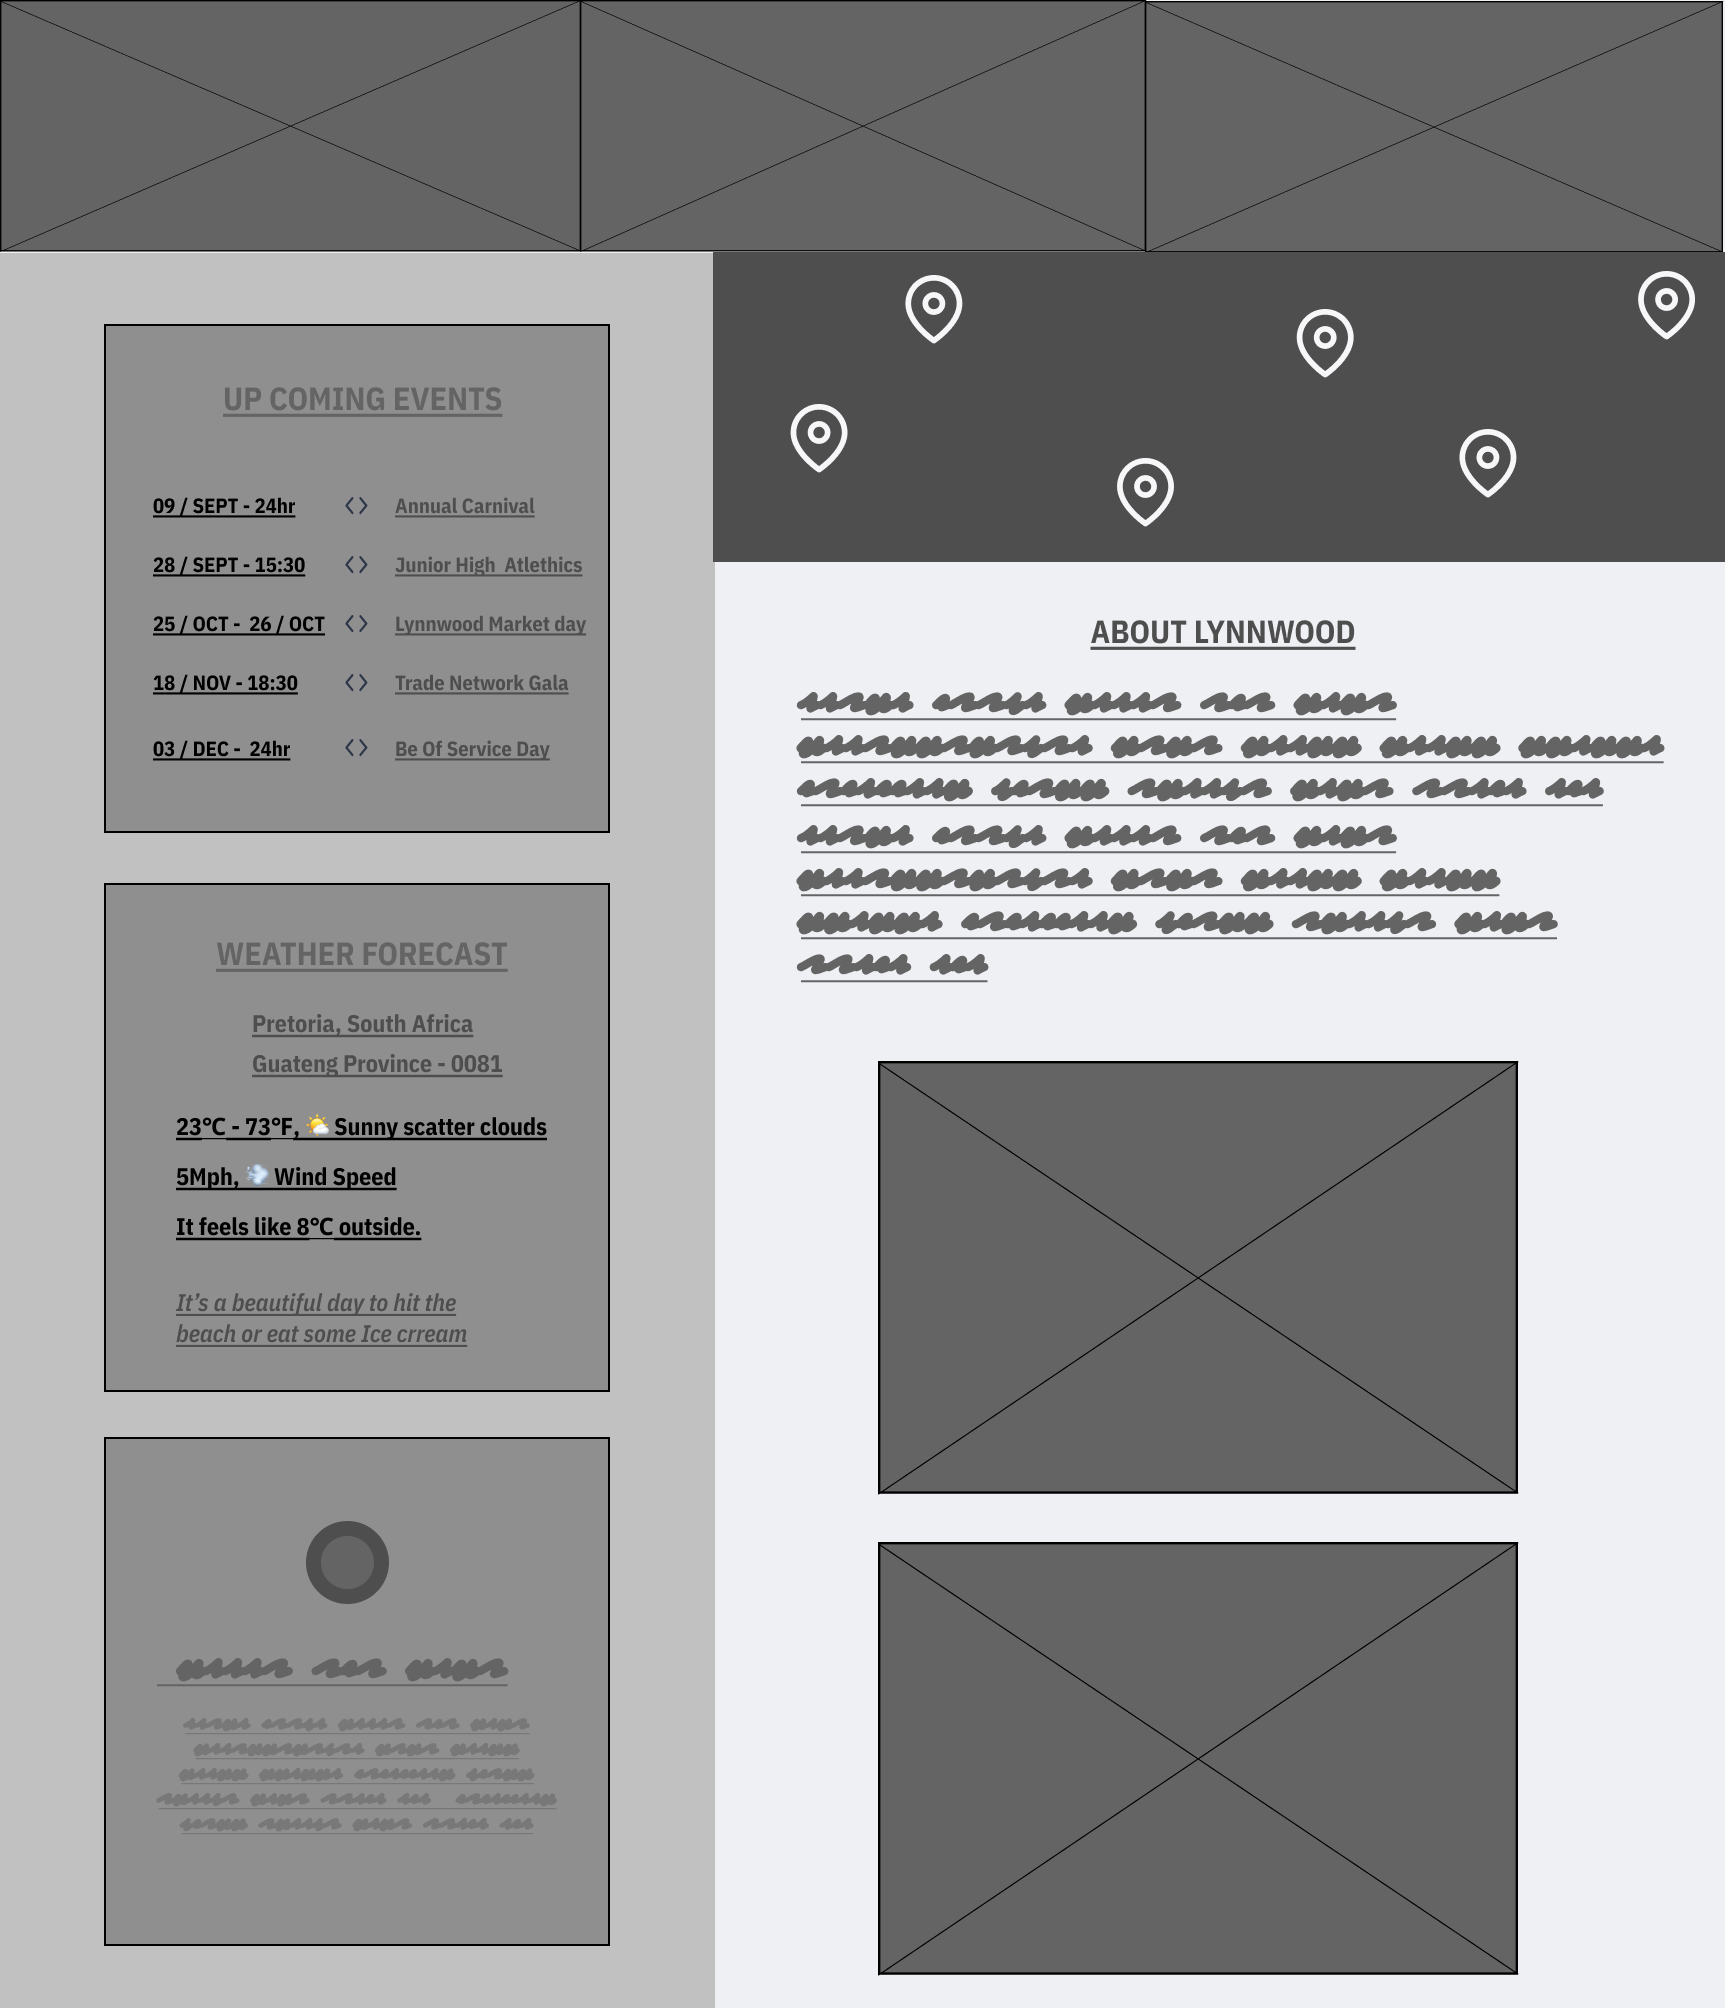 UP COMING EVENTS
09 / SEPT - 24hr <> Annual Carnival
28 / SEPT - 15:30 <> Junior High  Atlethics
25 / OCT -  26 / OCT <> Lynnwood Market day
18 / NOV - 18:30 <> Trade Network Gala
03 / DEC -  24hr <> Be Of Service Day
WEATHER FORECAST
Pretoria, South Africa
Guateng Province - 0081
23°C - 73°F, 🌤️ Sunny scatter clouds
5Mph, 💨 Wind Speed
It feels like 8°C outside.
It’s a beautiful day to hit the
beach or eat some Ice crream
ABOUT LYNNWOOD